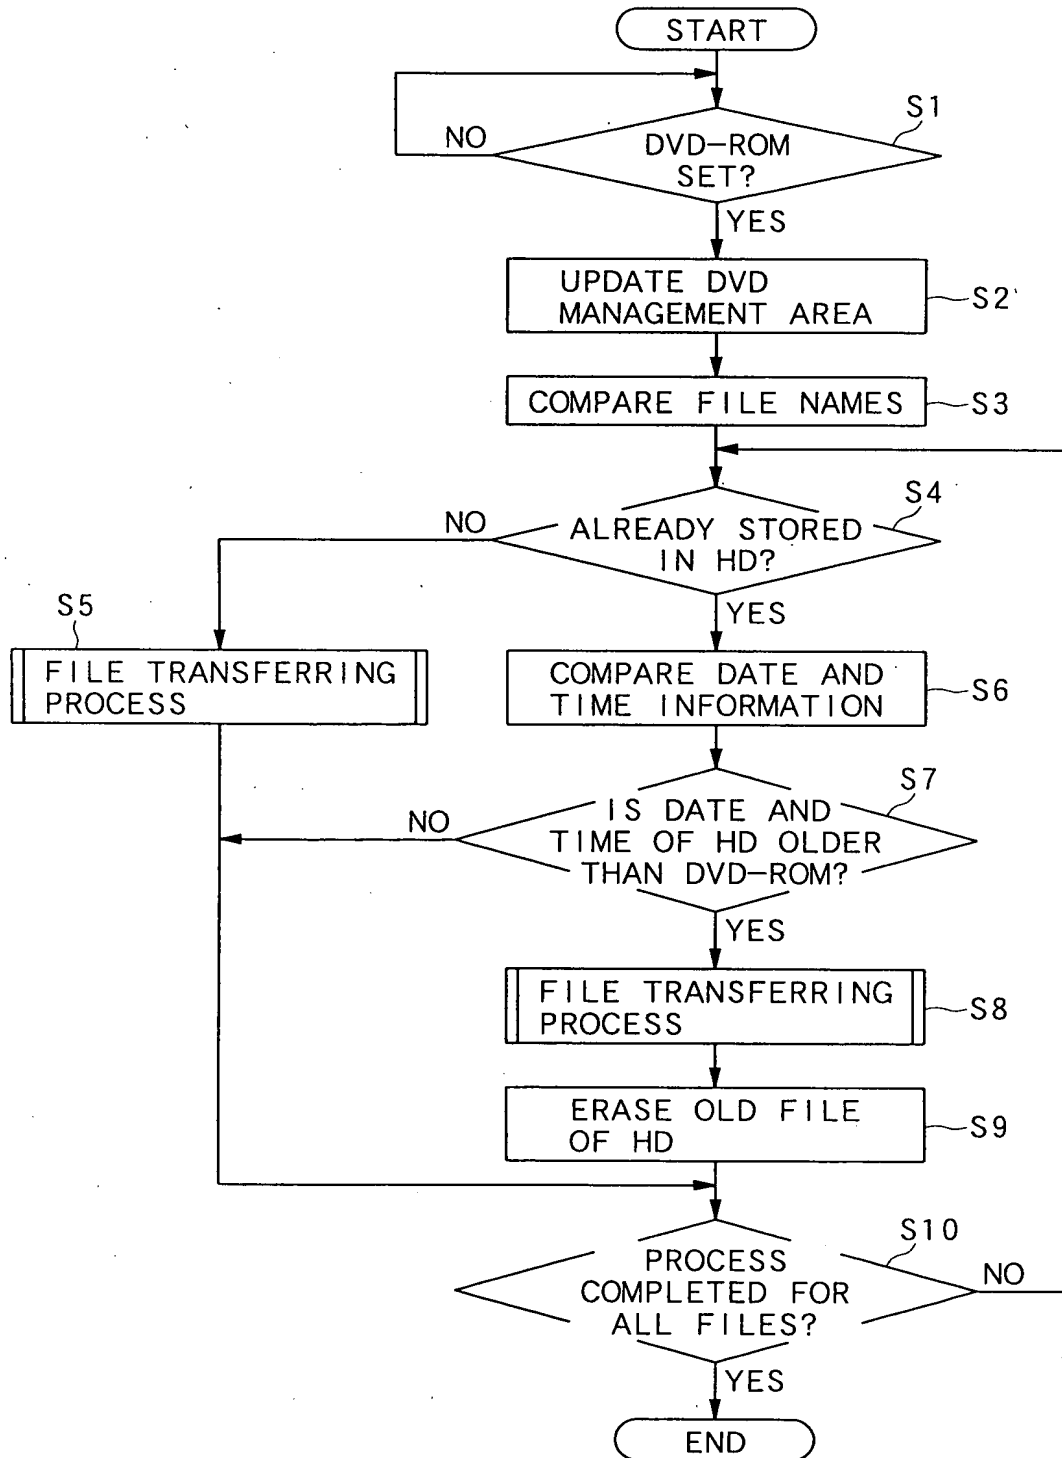 START
S1
NO
DVD-ROM
SET?
YES
UPDATE DVD
MANAGEMENT AREA
S2
COMPARE FILE NAMES
S3
S4
NO
ALREADY STORED
IN HD?
YES
S5
FILE TRANSFERRING
PROCESS
COMPARE DATE AND
TIME INFORMATION
S6
S7
NO
IS DATE AND
TIME OF HD OLDER
THAN DVD-ROM?
YES
FILE TRANSFERRING
PROCESS
S8
ERASE OLD FILE
OF HD
S9
S10
PROCESS
COMPLETED FOR
ALL FILES?
NO
YES
END